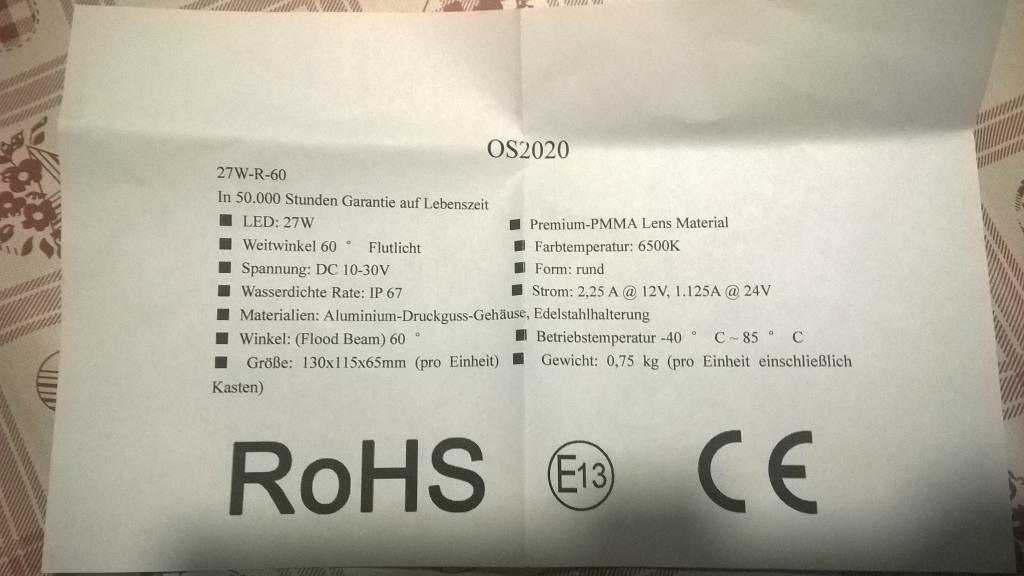 OS2020
27W-R-60
In 50.000 Stunden Garantie auf Lebenszeit
■ LED: 27W ■ Premium-PMMA Lens Material
■ Weitwinkel 60 ° Flutlicht ■ Farbtemperatur: 6500K
■ Spannung: DC 10-30V ■ Form: rund
■ Wasserdichte Rate: IP 67 ■ Strom: 2,25 A @ 12V, 1.125A @ 24V
■ Materialien: Aluminium-Druckguss-Gehäuse, Edelstahlhalterung
■ Winkel: (Flood Beam) 60 ° ■ Betriebstemperatur -40 ° C ~ 85 ° C
■ Größe: 130x115x65mm (pro Einheit) ■ Gewicht: 0,75 kg (pro Einheit einschließlich
Kasten)
RoHS E13 CE